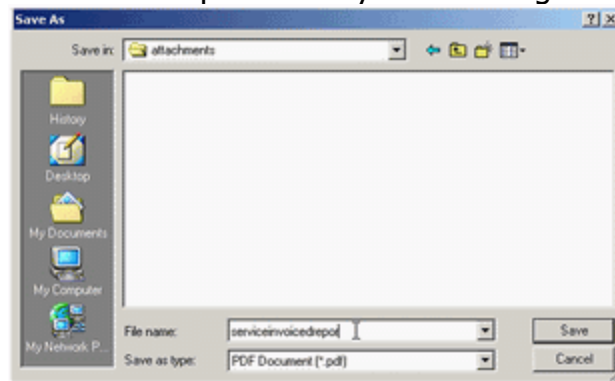 Save As
Save in: attachments
History
Desktop
My Documents
My Computer
My Network P...
File name: serviceinvoicedrepor
Save as type: PDF Document (*.pdf)
Save
Cancel